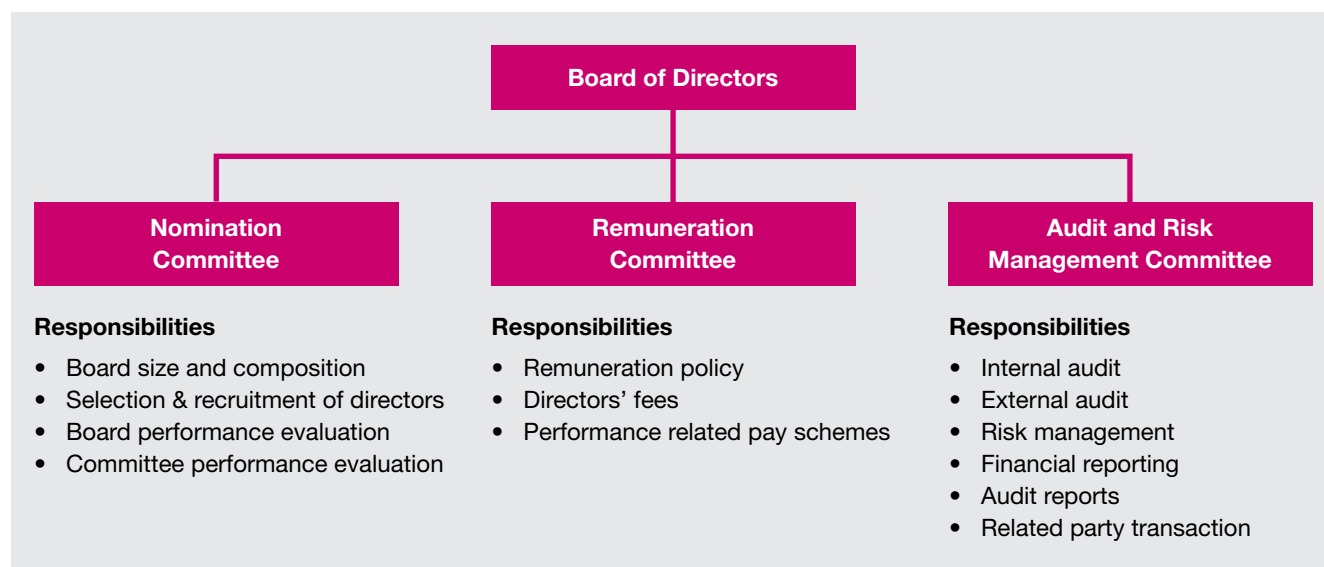 Board of Directors
Nomination
Committee
Responsibilities
• Board size and composition
• Selection & recruitment of directors
• Board performance evaluation
• Committee performance evaluation
Remuneration
Committee
Responsibilities
• Remuneration policy
• Directors’ fees
• Performance related pay schemes
Audit and Risk
Management Committee
Responsibilities
• Internal audit
• External audit
• Risk management
• Financial reporting
• Audit reports
• Related party transaction